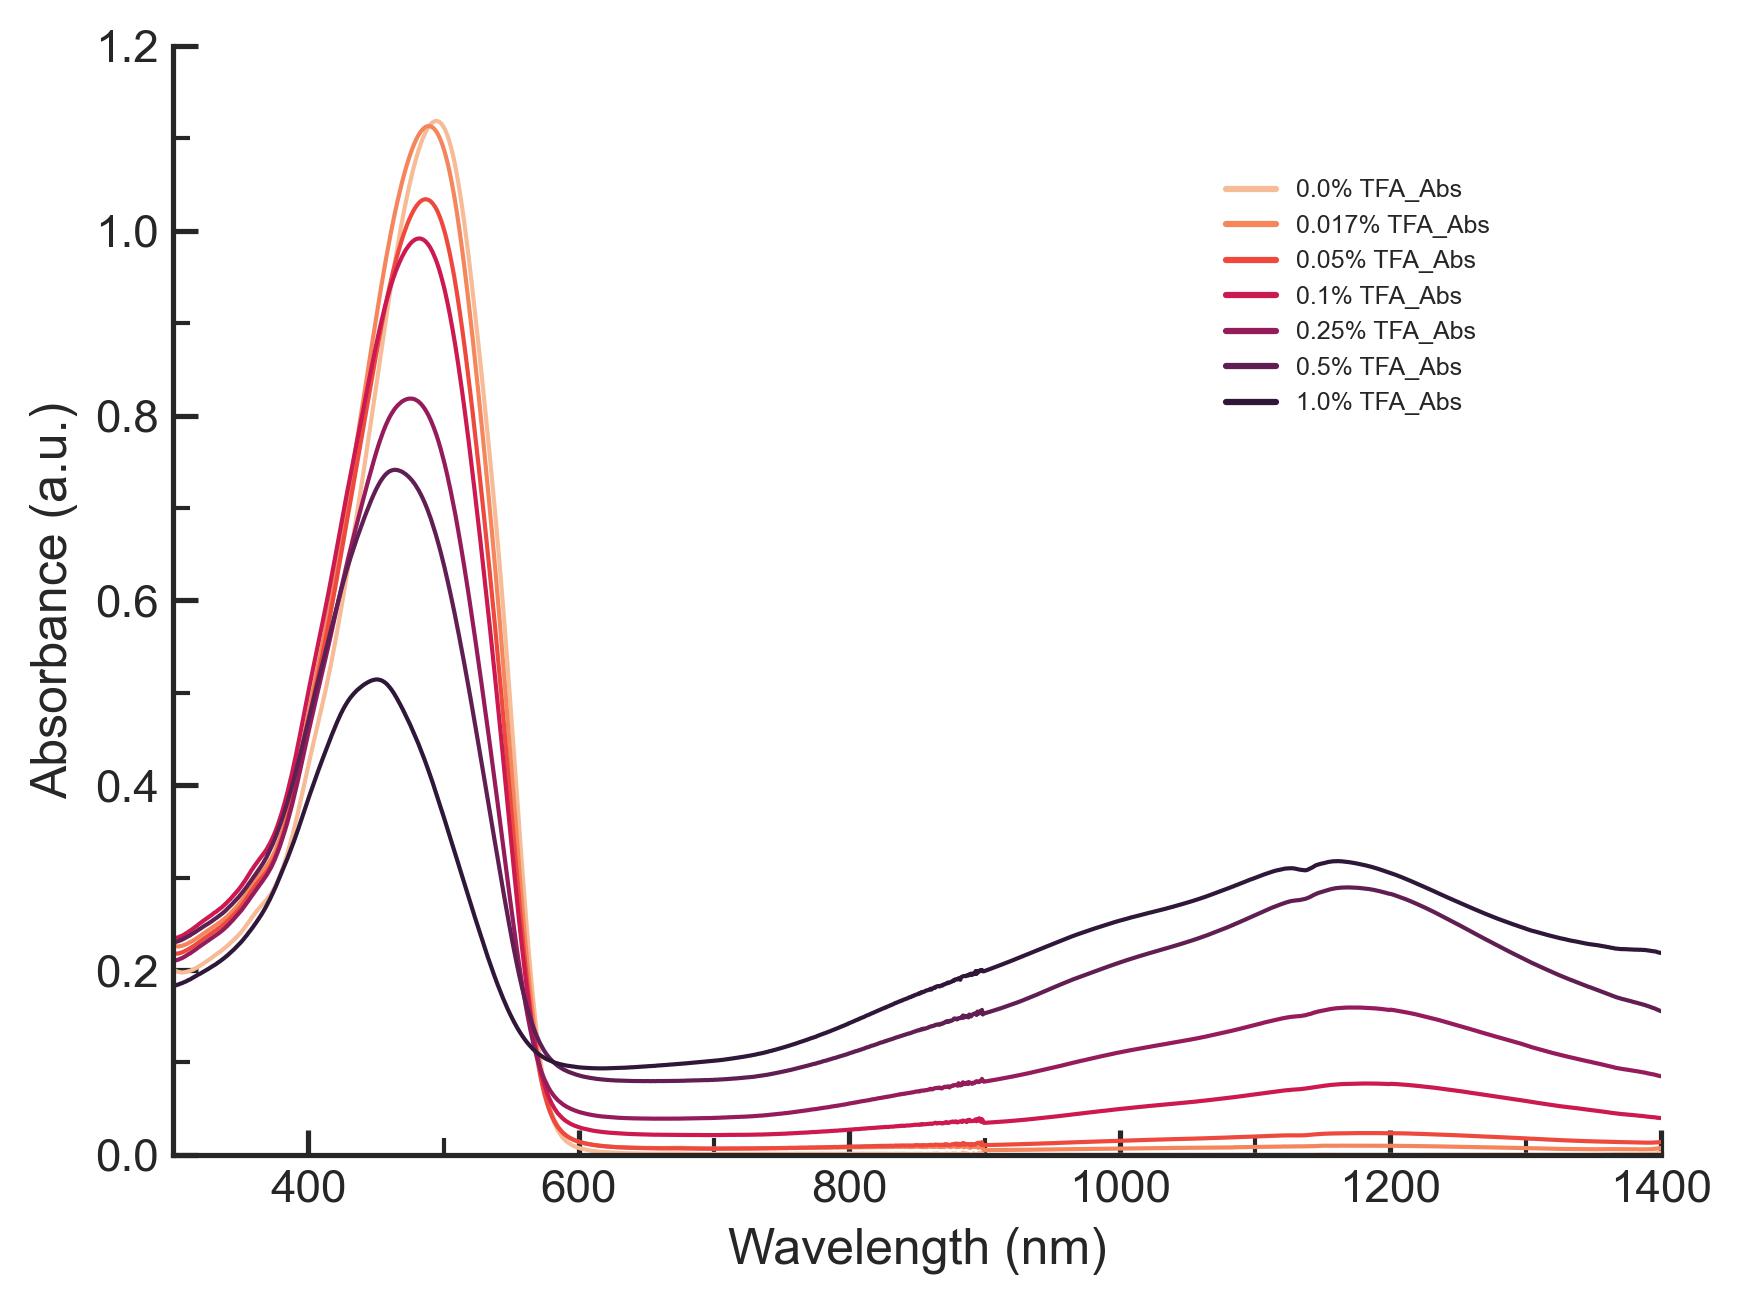 1.2
1.0
0.8
0.6
0.4
0.2
0.0
Absorbance (a.u.)
0.0% TFA_Abs
0.017% TFA_Abs
0.05% TFA_Abs
0.1% TFA_Abs
0.25% TFA_Abs
0.5% TFA_Abs
1.0% TFA_Abs
400 600 800 1000 1200 1400
Wavelength (nm)